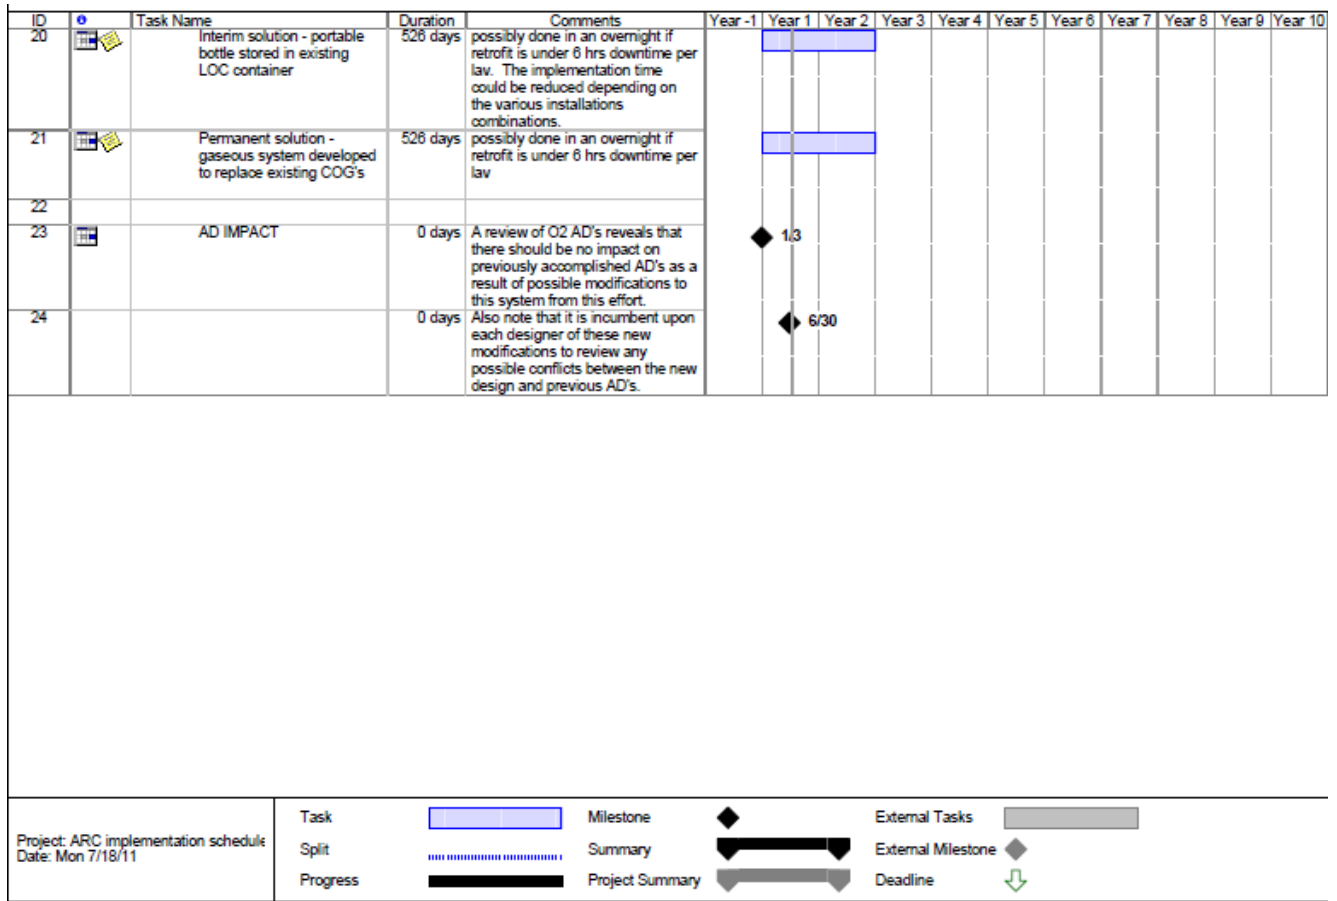 ID Task Name Duration Comments Year -1 Year 1 Year 2 Year 3 Year 4 Year 5 Year 6 Year 7 Year 8 Year 9 Year 10
20 Interim solution - portable 526 days possibly done in an overnight if
bottle stored in existing retrofit is under 6 hrs downtime per
LOC container lav. The implementation time
could be reduced depending on
the various installations
combinations.
21 Permanent solution - 526 days possibly done in an overnight if
gaseous system developed retrofit is under 6 hrs downtime per
to replace existing COG's lav
22
23 AD IMPACT 0 days A review of O2 AD's reveals that 1/3
there should be no impact on
previously accomplished AD's as a
result of possible modifications to
this system from this effort.
24 0 days Also note that it is incumbent upon 6/30
each designer of these new
modifications to review any
possible conflicts between the new
design and previous AD's.
Project: ARC implementation schedule
Date: Mon 7/18/11
Task Milestone External Tasks
Split Summary External Milestone
Progress Project Summary Deadline